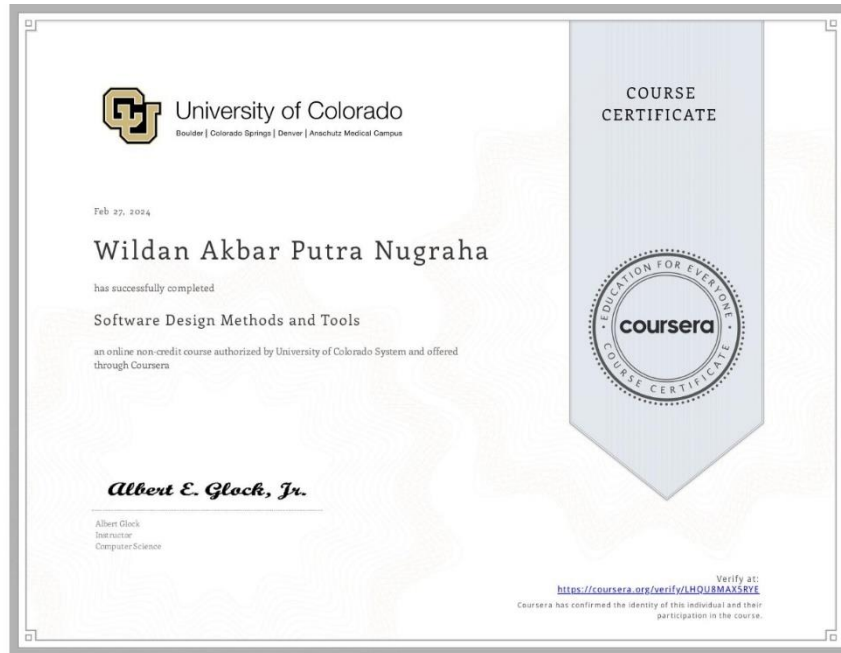 University of Colorado
Boulder | Colorado Springs | Denver | Anschutz Medical Campus
COURSE
CERTIFICATE
Feb 27, 2024
Wildan Akbar Putra Nugraha
has successfully completed
Software Design Methods and Tools
an online non-credit course authorized by University of Colorado System and offered
through Coursera
EDUCATION FOR EVERYONE
coursera
COURSE CERTIFICATE
Albert E. Glock, Jr.
Albert Glock
Instructor
Computer Science
Verify at:
https://coursera.org/verify/LHQU8MAX5RYE
Coursera has confirmed the identity of this individual and their
participation in the course.